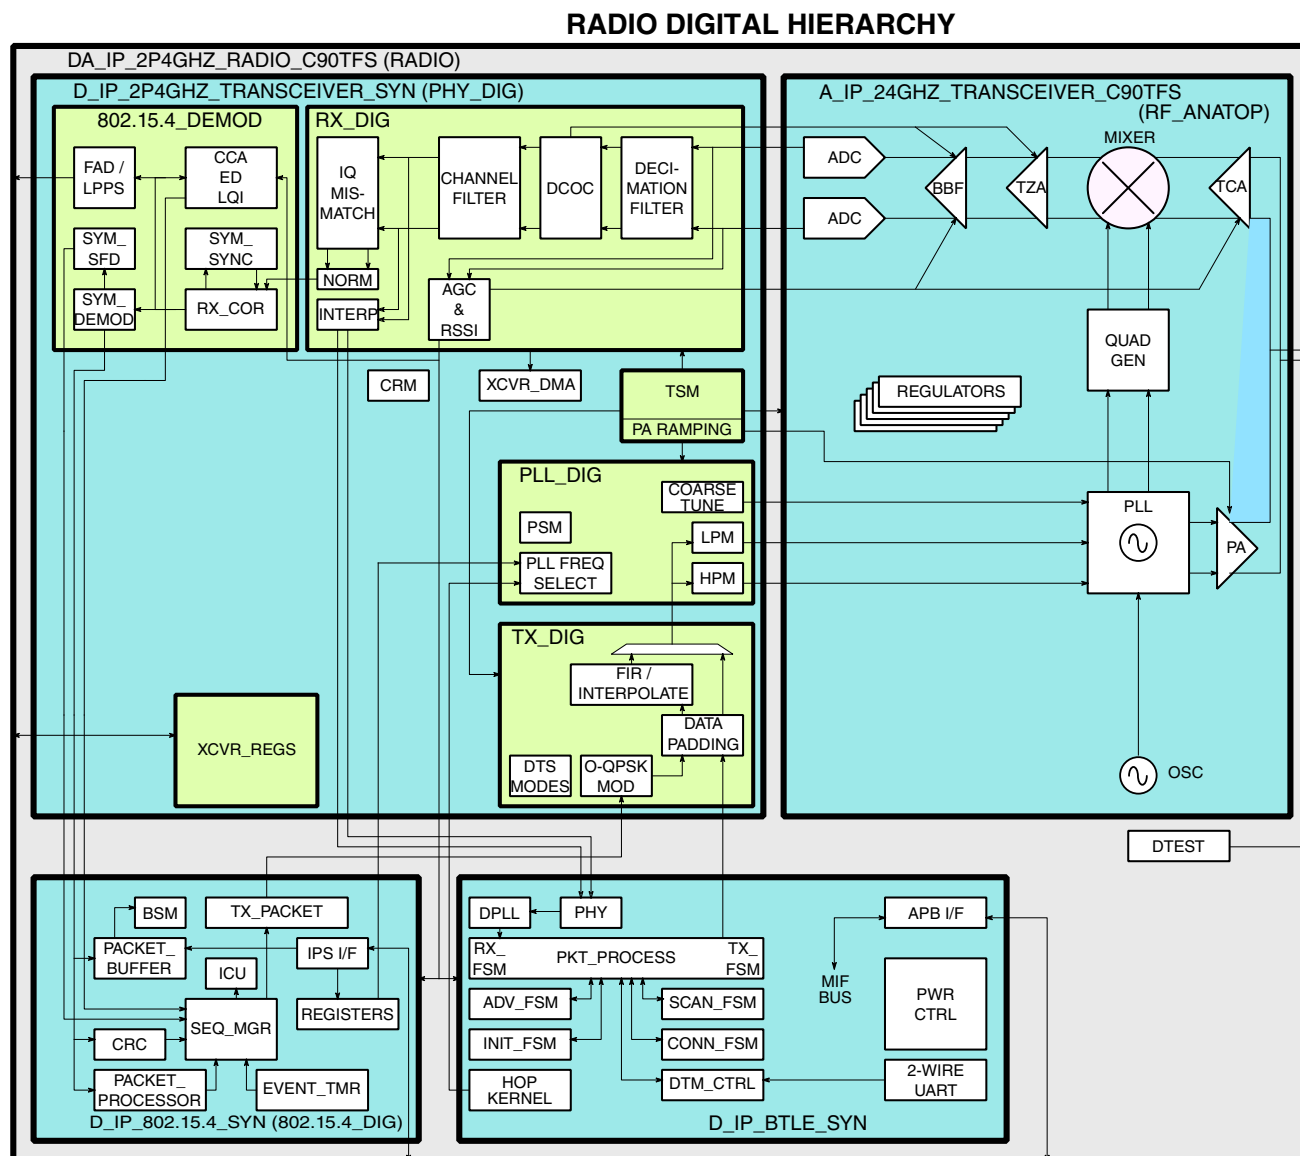 RADIO DIGITAL HIERARCHY
DA_IP_2P4GHZ_RADIO_C90TFS (RADIO)
D_IP_2P4GHZ_TRANSCEIVER_SYN (PHY_DIG)
802.15.4_DEMOD
FAD /
LPPS
CCA
ED
LQI
SYM_
SFD
SYM_
SYNC
SYM_
DEMOD
RX_COR
RX_DIG
IQ
MIS-
MATCH
CHANNEL
FILTER
DCOC
DECI-
MATION
FILTER
NORM
INTERP
AGC
&
RSSI
CRM
XCVR_DMA
TSM
PA RAMPING
PLL_DIG
COARSE
TUNE
PSM
LPM
PLL FREQ
SELECT
HPM
TX_DIG
FIR /
INTERPOLATE
DATA
PADDING
DTS
MODES
O-QPSK
MOD
XCVR_REGS
A_IP_24GHZ_TRANSCEIVER_C90TFS
(RF_ANATOP)
MIXER
ADC
ADC
BBF
TZA
TCA
QUAD
GEN
REGULATORS
PLL
PA
OSC
DTEST
BSM
TX_PACKET
PACKET_
BUFFER
IPS I/F
ICU
SEQ_MGR
REGISTERS
CRC
PACKET_
PROCESSOR
EVENT_TMR
D_IP_802.15.4_SYN (802.15.4_DIG)
DPLL
PHY
RX_
FSM
PKT_PROCESS
TX_
FSM
ADV_FSM
SCAN_FSM
INIT_FSM
CONN_FSM
HOP
KERNEL
DTM_CTRL
APB I/F
MIF
BUS
PWR
CTRL
2-WIRE
UART
D_IP_BTLE_SYN